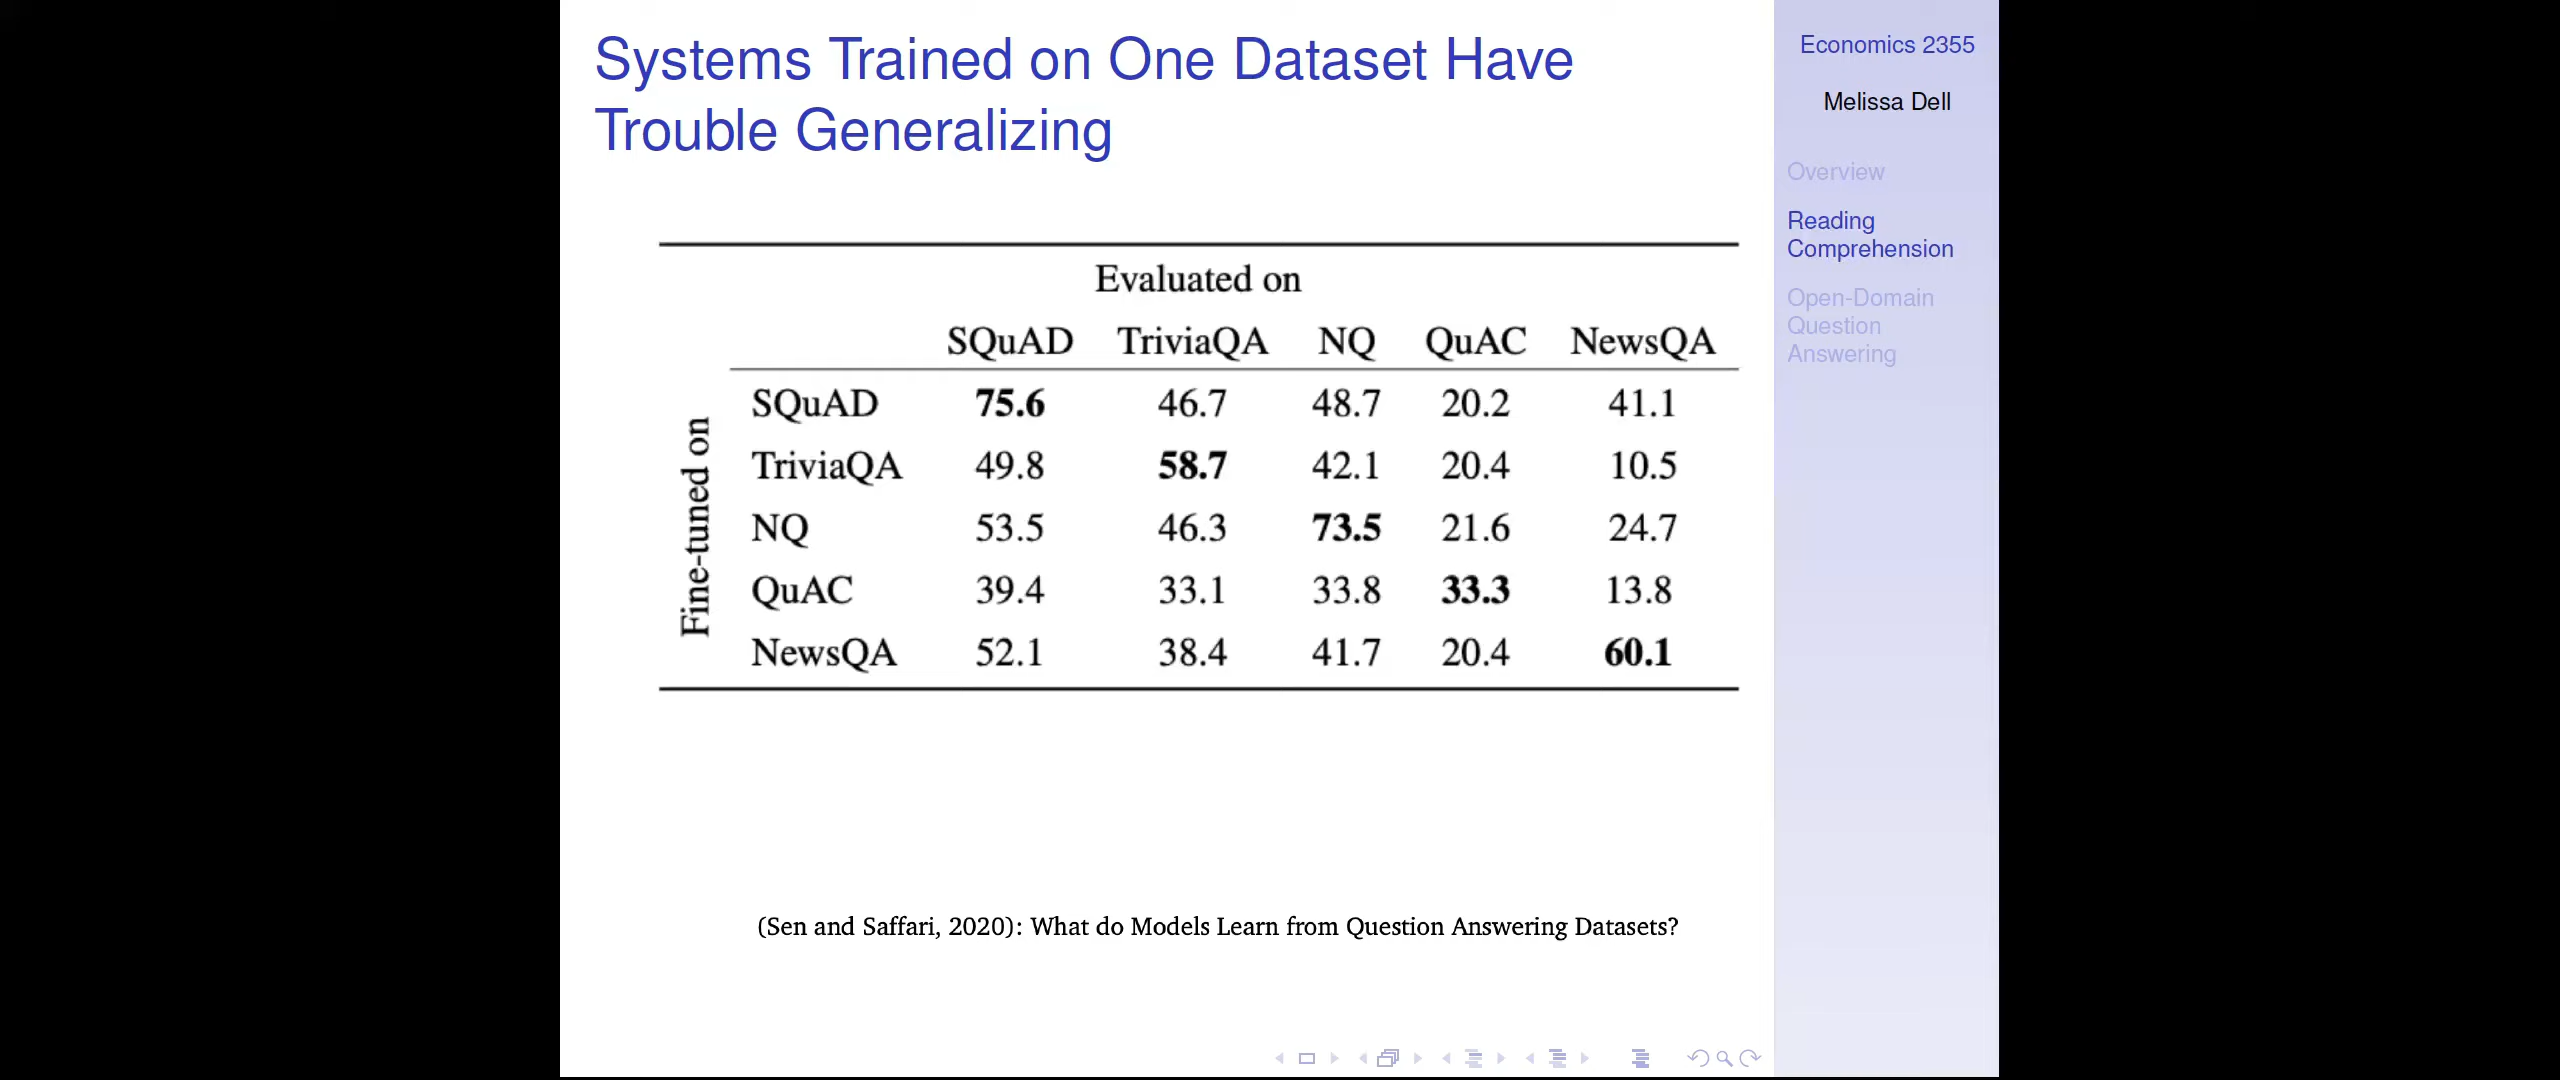 Systems Trained on One Dataset Have
Trouble Generalizing
Evaluated on
SQuAD TriviaQA NQ QuAC NewsQA
Fine-tuned on
SQuAD 75.6 46.7 48.7 20.2 41.1
TriviaQA 49.8 58.7 42.1 20.4 10.5
NQ 53.5 46.3 73.5 21.6 24.7
QuAC 39.4 33.1 33.8 33.3 13.8
NewsQA 52.1 38.4 41.7 20.4 60.1
(Sen and Saffari, 2020): What do Models Learn from Question Answering Datasets?
Economics 2355
Melissa Dell
Overview
Reading
Comprehension
Open-Domain
Question
Answering